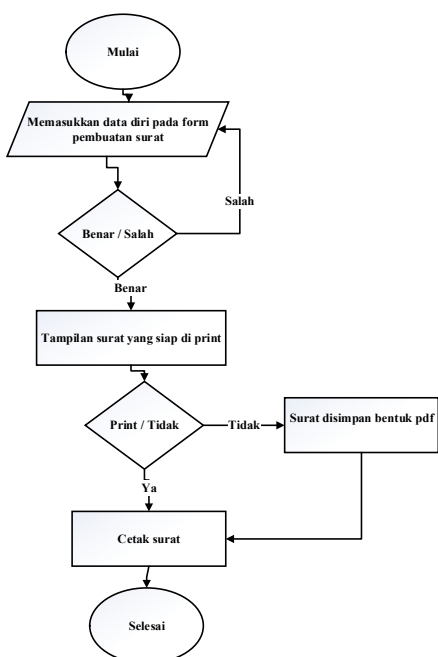 Mulai
Memasukkan data diri pada form
pembuatan surat
Salah
Benar / Salah
Benar
Tampilan surat yang siap di print
Print / Tidak
Tidak
Surat disimpan bentuk pdf
Ya
Cetak surat
Selesai